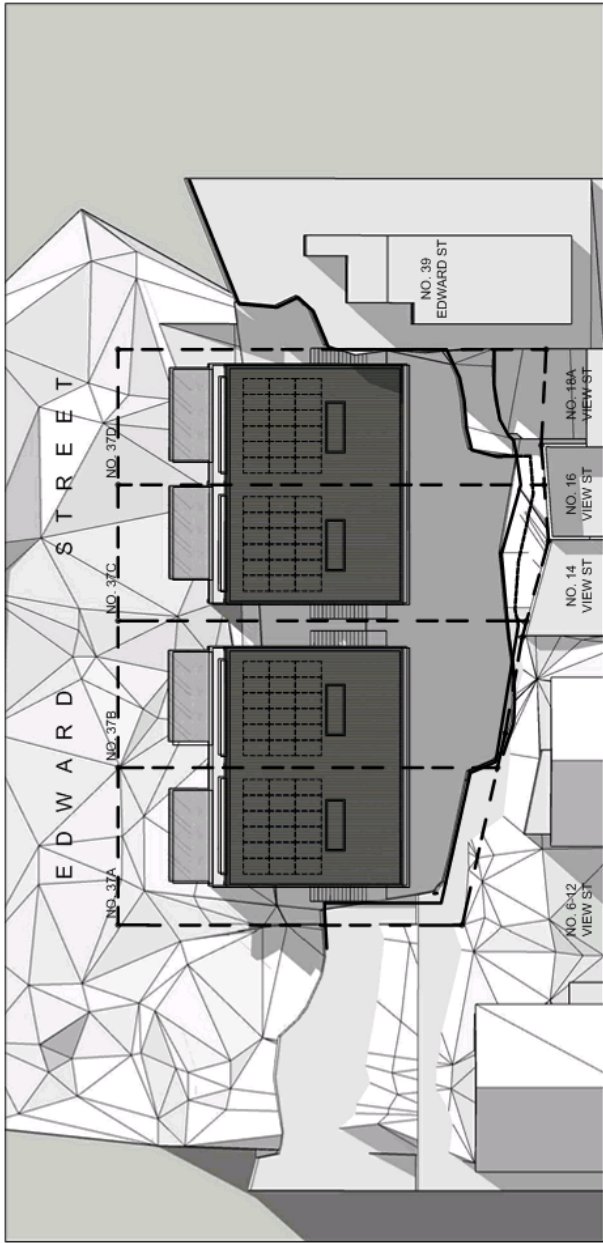 EDWARD STREET
NO. 37A
NO. 37B
NO. 37C
NO. 37D
NO. 39
EDWARD ST
NO. 6-12
VIEW ST
NO. 14
VIEW ST
NO. 16
VIEW ST
NO. 18A
VIEW ST